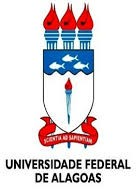 SCIENTIA AD SAPIENTIAM
UNIVERSIDADE FEDERAL
DE ALAGOAS